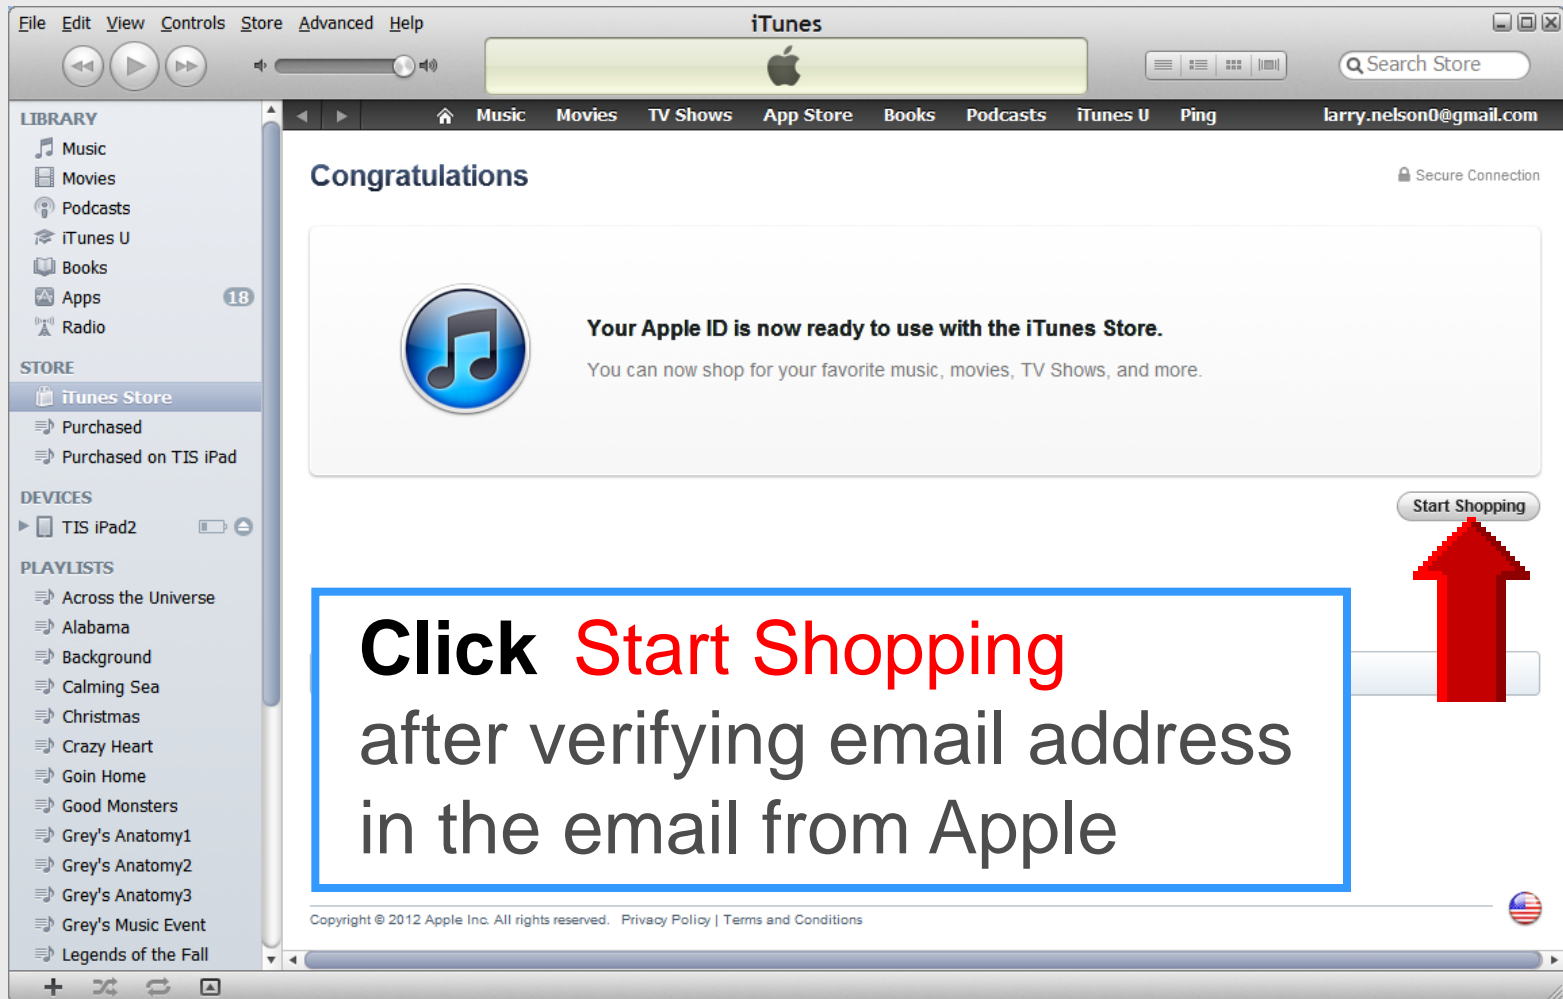 File Edit View Controls Store Advanced Help
iTunes
Search Store
Music Movies TV Shows App Store Books Podcasts iTunes U Ping
larry.nelson0@gmail.com
LIBRARY
Music
Movies
Podcasts
iTunes U
Books
Apps 18
Radio
STORE
iTunes Store
Purchased
Purchased on TIS iPad
DEVICES
TIS iPad2
PLAYLISTS
Across the Universe
Alabama
Background
Calming Sea
Christmas
Crazy Heart
Goin Home
Good Monsters
Grey's Anatomy1
Grey's Anatomy2
Grey's Anatomy3
Grey's Music Event
Legends of the Fall
Congratulations
Secure Connection
Your Apple ID is now ready to use with the iTunes Store.
You can now shop for your favorite music, movies, TV Shows, and more.
Start Shopping
Click Start Shopping
after verifying email address
in the email from Apple
Copyright © 2012 Apple Inc. All rights reserved. Privacy Policy | Terms and Conditions